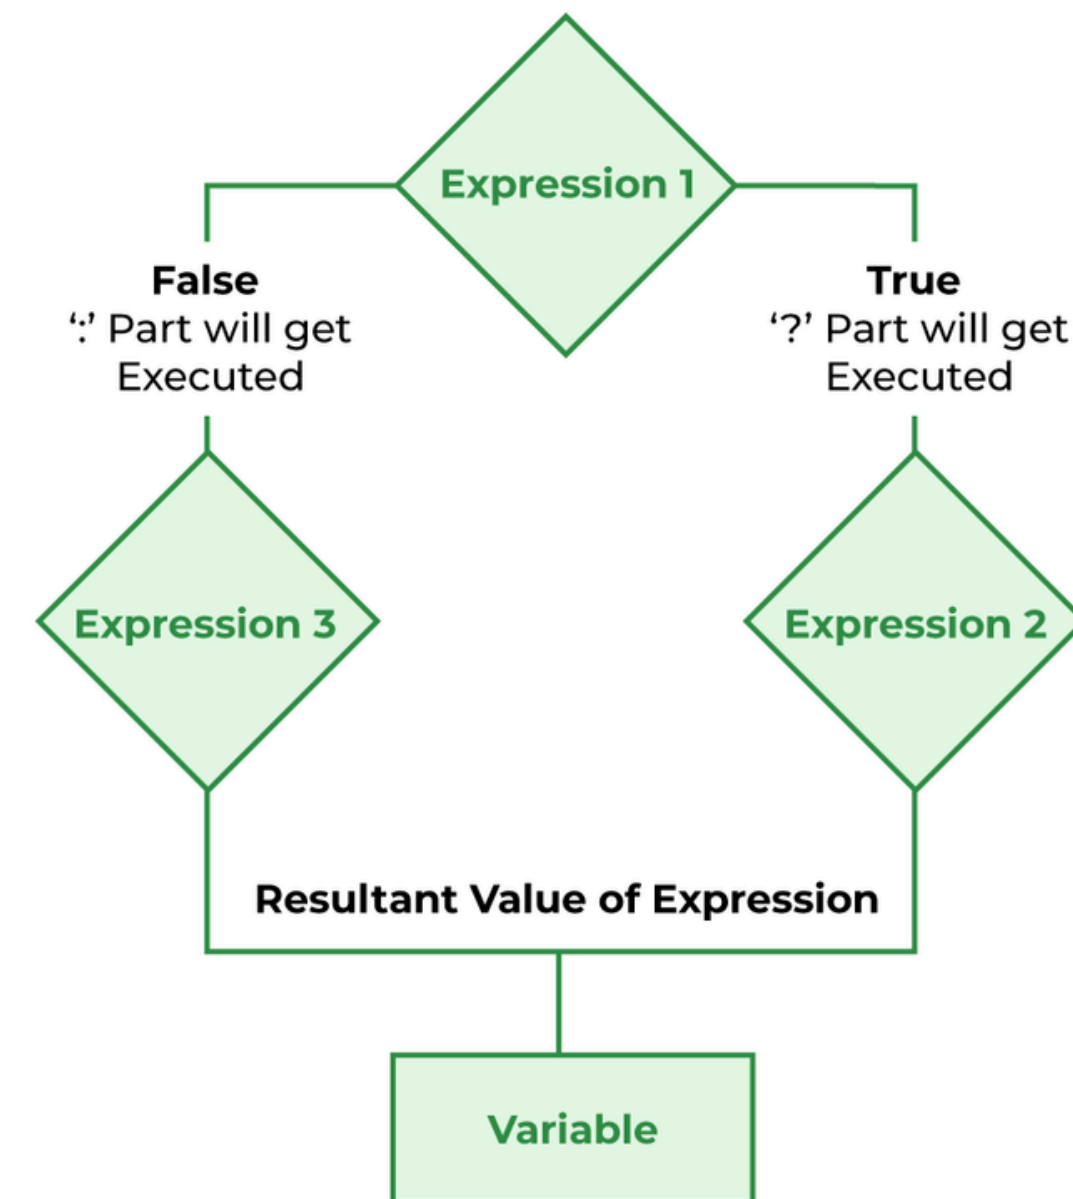 Expression 1
False
‘:’ Part will get
Executed
True
‘?’ Part will get
Executed
Expression 3
Expression 2
Resultant Value of Expression
Variable